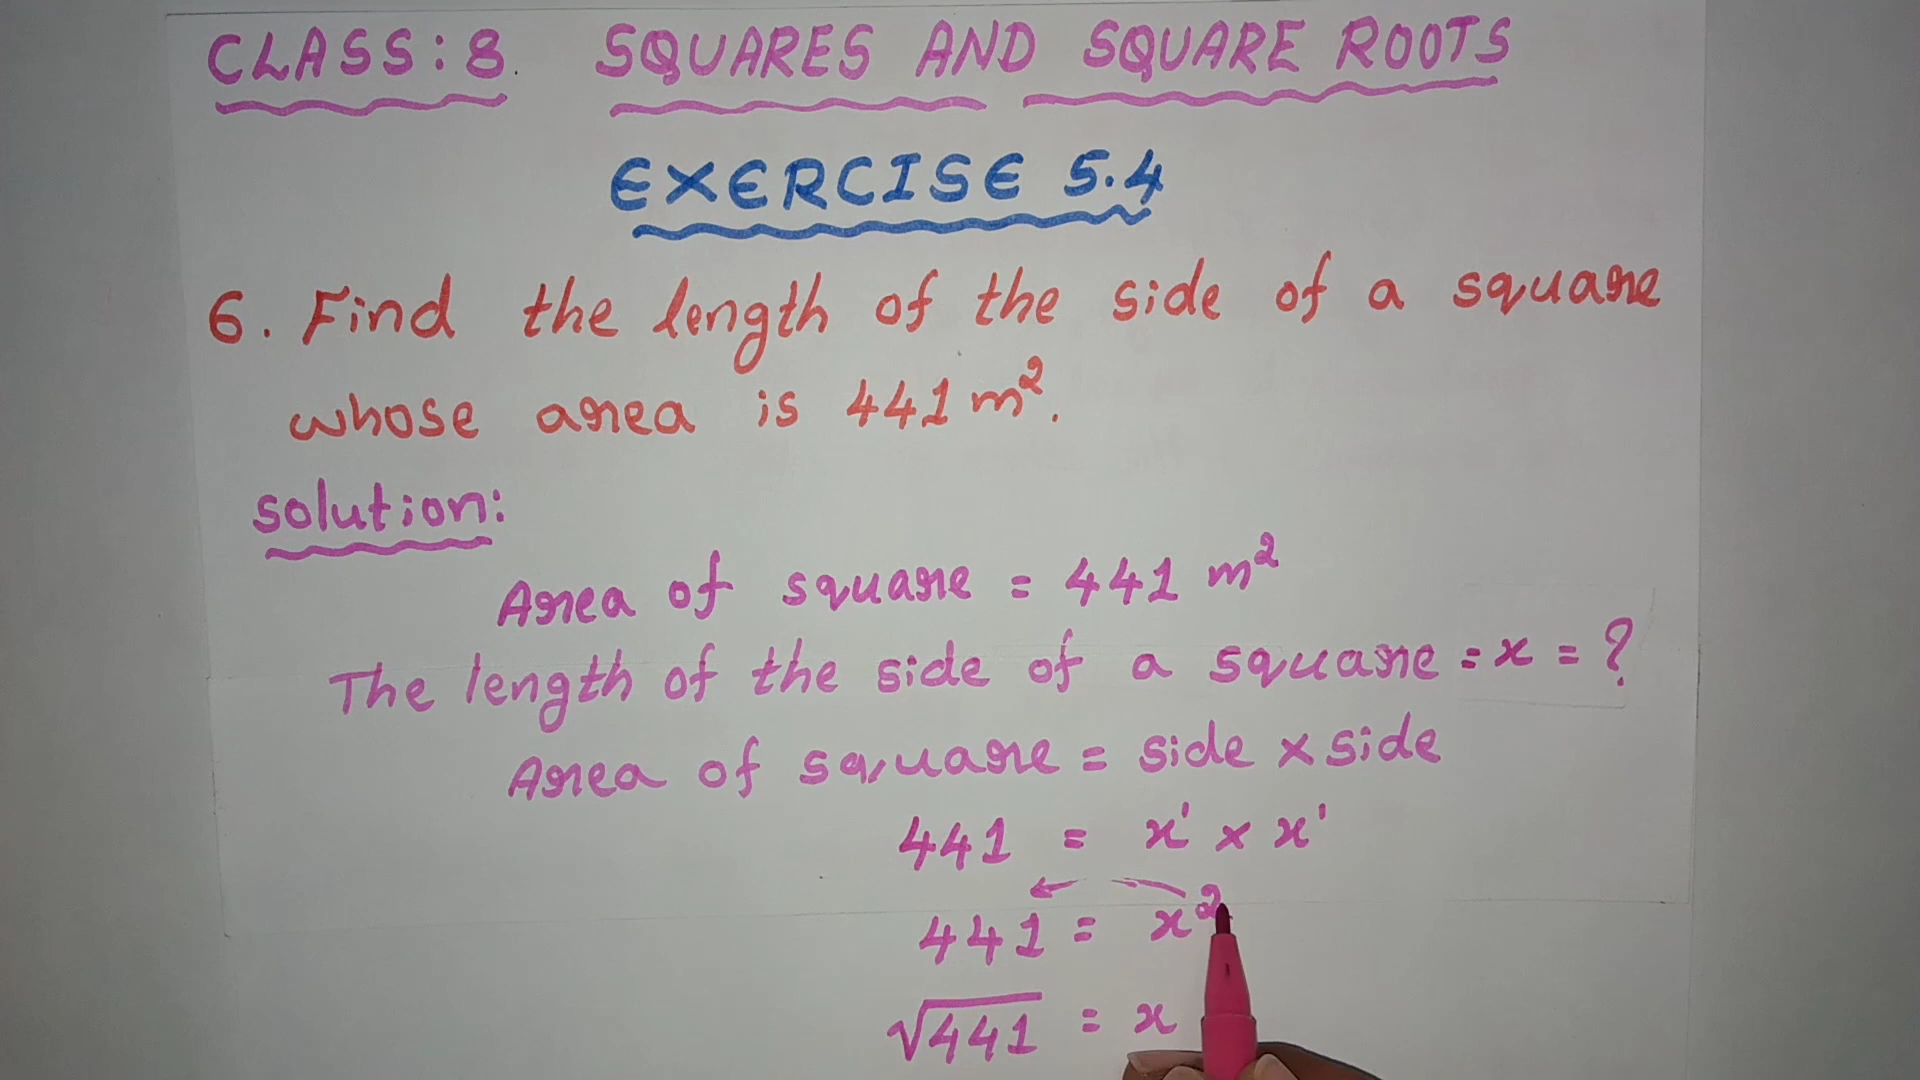 CLASS:8. SQUARES AND SQUARE ROOTS
EXERCISE 5.4
6. Find the length of the side of a square
whose area is 441 m².
solution:
Area of square = 441 m²
The length of the side of a square = x = ?
Area of square = side × side
441 = x¹ × x¹
441 = x²
√441 = x